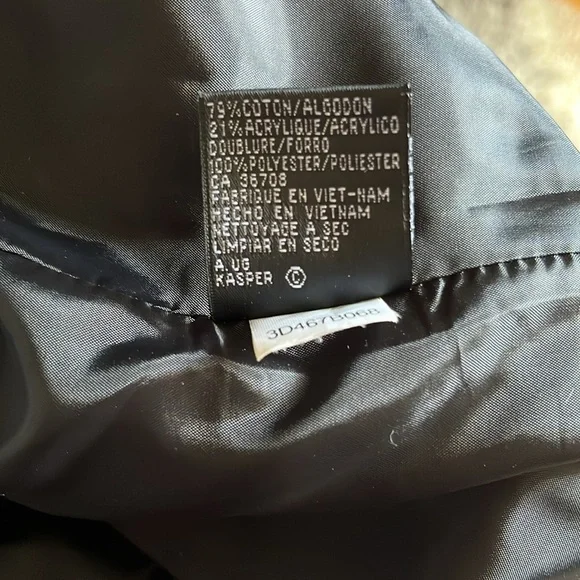 79% COTON/ALGODON
21% ACRYLIQUE/ACRYLICO
DOUBLURE/FORRO
100% POLYESTER/POLIESTER
CA 36708
FABRIQUE EN VIET-NAM
HECHO EN VIETNAM
NETTOYAGE A SEC
LIMPIAR EN SECO
A.UG
KASPER ©
3D467B068